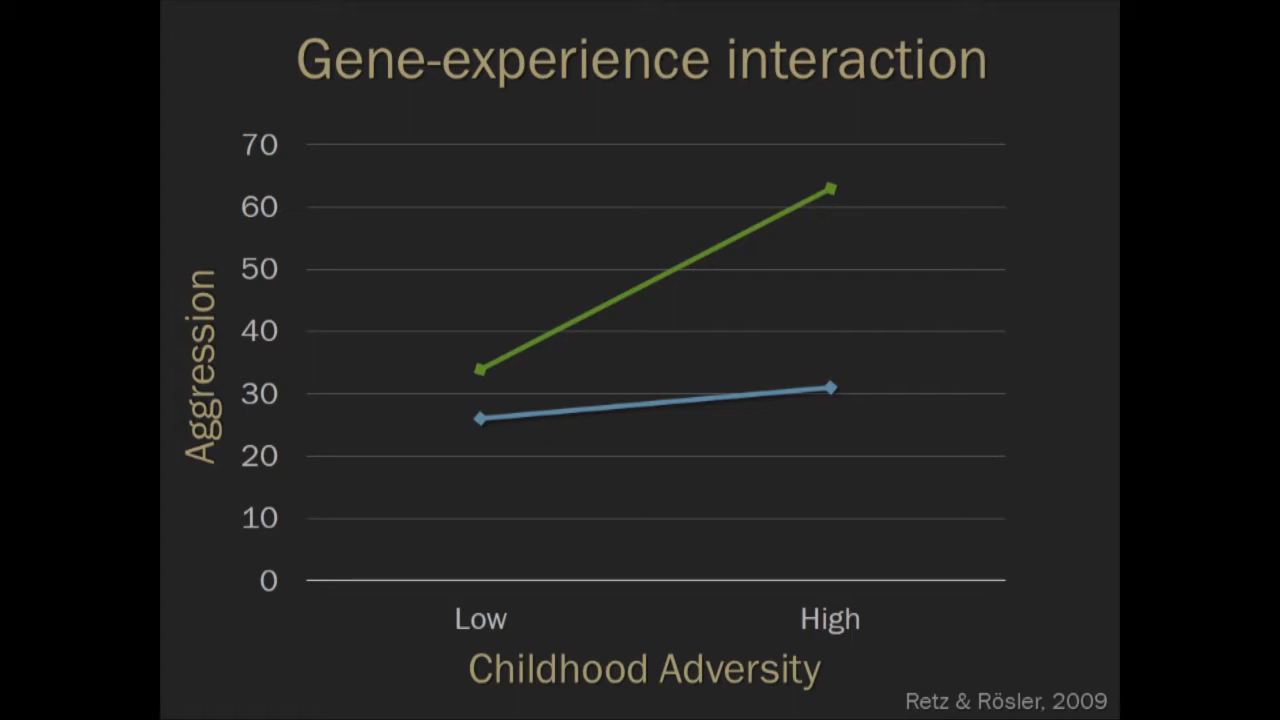 Gene-experience interaction
70
60
50
40
30
20
10
0
Aggression
Low High
Childhood Adversity
Retz & Rösler, 2009